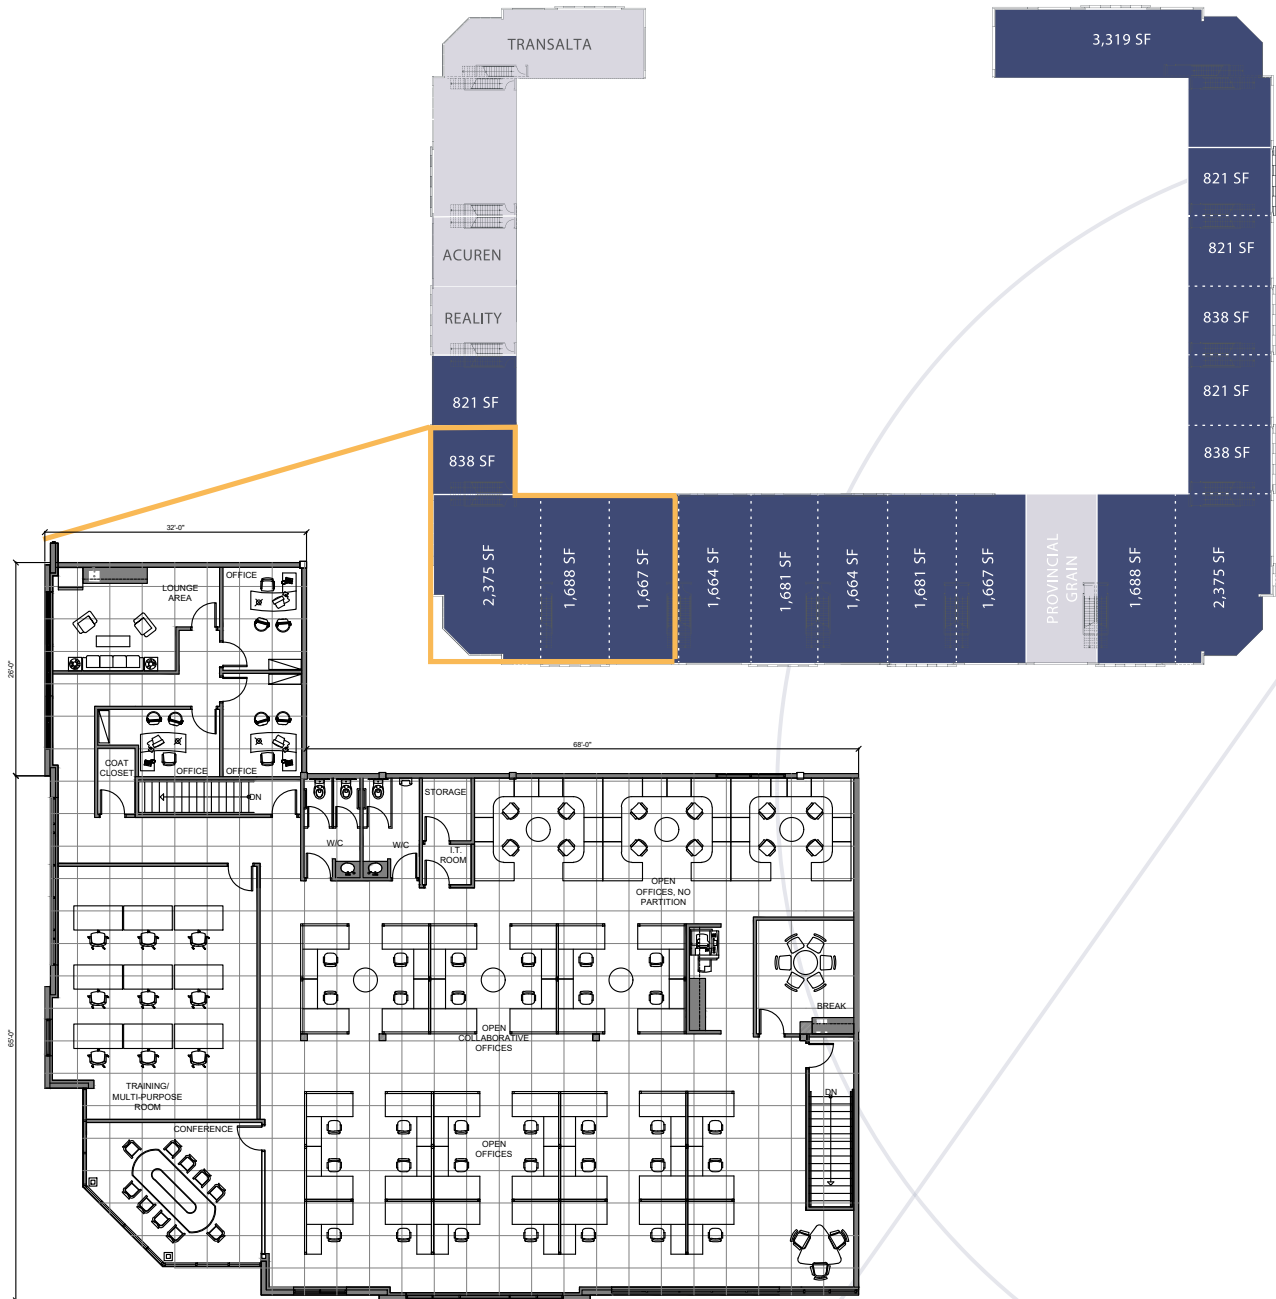 TRANSALTA
3,319 SF
821 SF
ACUREN
821 SF
REALITY
838 SF
821 SF
821 SF
838 SF
838 SF
2,375 SF
1,688 SF
1,667 SF
1,664 SF
1,681 SF
1,664 SF
1,681 SF
1,667 SF
PROVINCIAL
GRAIN
1,688 SF
2,375 SF
32'-0"
26'-0"
LOUNGE
AREA
OFFICE
COAT
CLOSET
OFFICE
OFFICE
68'-0"
DN
STORAGE
W/C
W/C
I.T.
ROOM
OPEN
OFFICES, NO
PARTITION
BREAK
OPEN
COLLABORATIVE
OFFICES
65'-0"
TRAINING/
MULTI-PURPOSE
ROOM
DN
CONFERENCE
OPEN
OFFICES